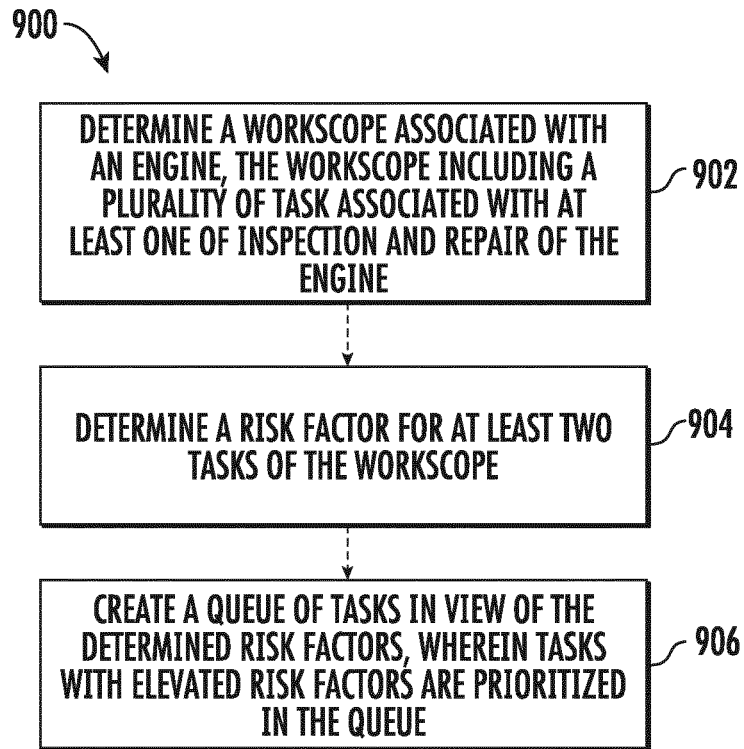 900
DETERMINE A WORKSCOPE ASSOCIATED WITH
AN ENGINE, THE WORKSCOPE INCLUDING A
PLURALITY OF TASK ASSOCIATED WITH AT
LEAST ONE OF INSPECTION AND REPAIR OF THE
ENGINE
902
DETERMINE A RISK FACTOR FOR AT LEAST TWO
TASKS OF THE WORKSCOPE
904
CREATE A QUEUE OF TASKS IN VIEW OF THE
DETERMINED RISK FACTORS, WHEREIN TASKS
WITH ELEVATED RISK FACTORS ARE PRIORITIZED
IN THE QUEUE
906